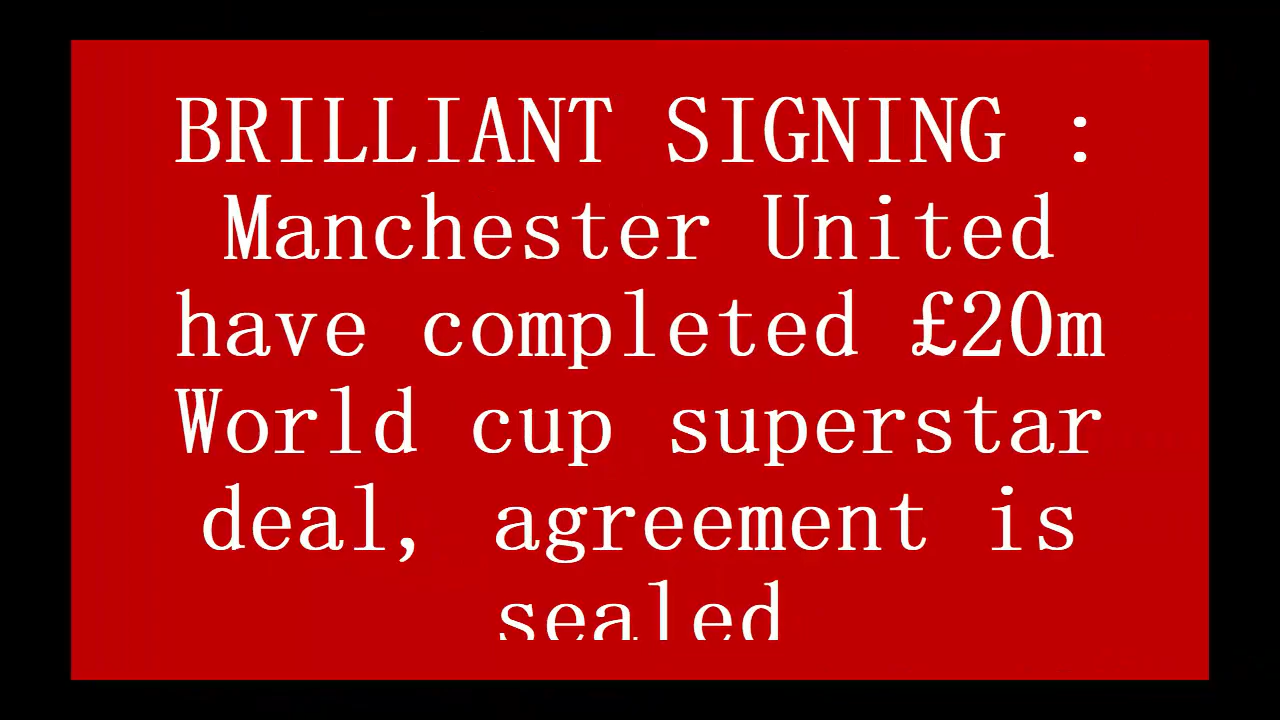 BRILLIANT SIGNING :
Manchester United
have completed £20m
World cup superstar
deal, agreement is
sealed